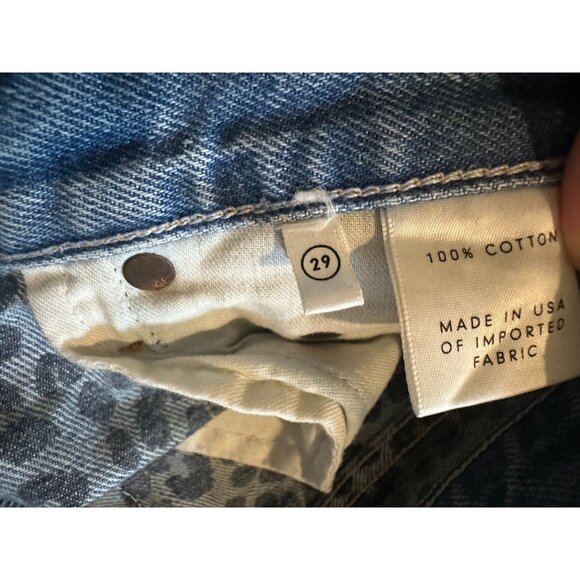 29
100% COTTON
MADE IN USA
OF IMPORTED
FABRIC